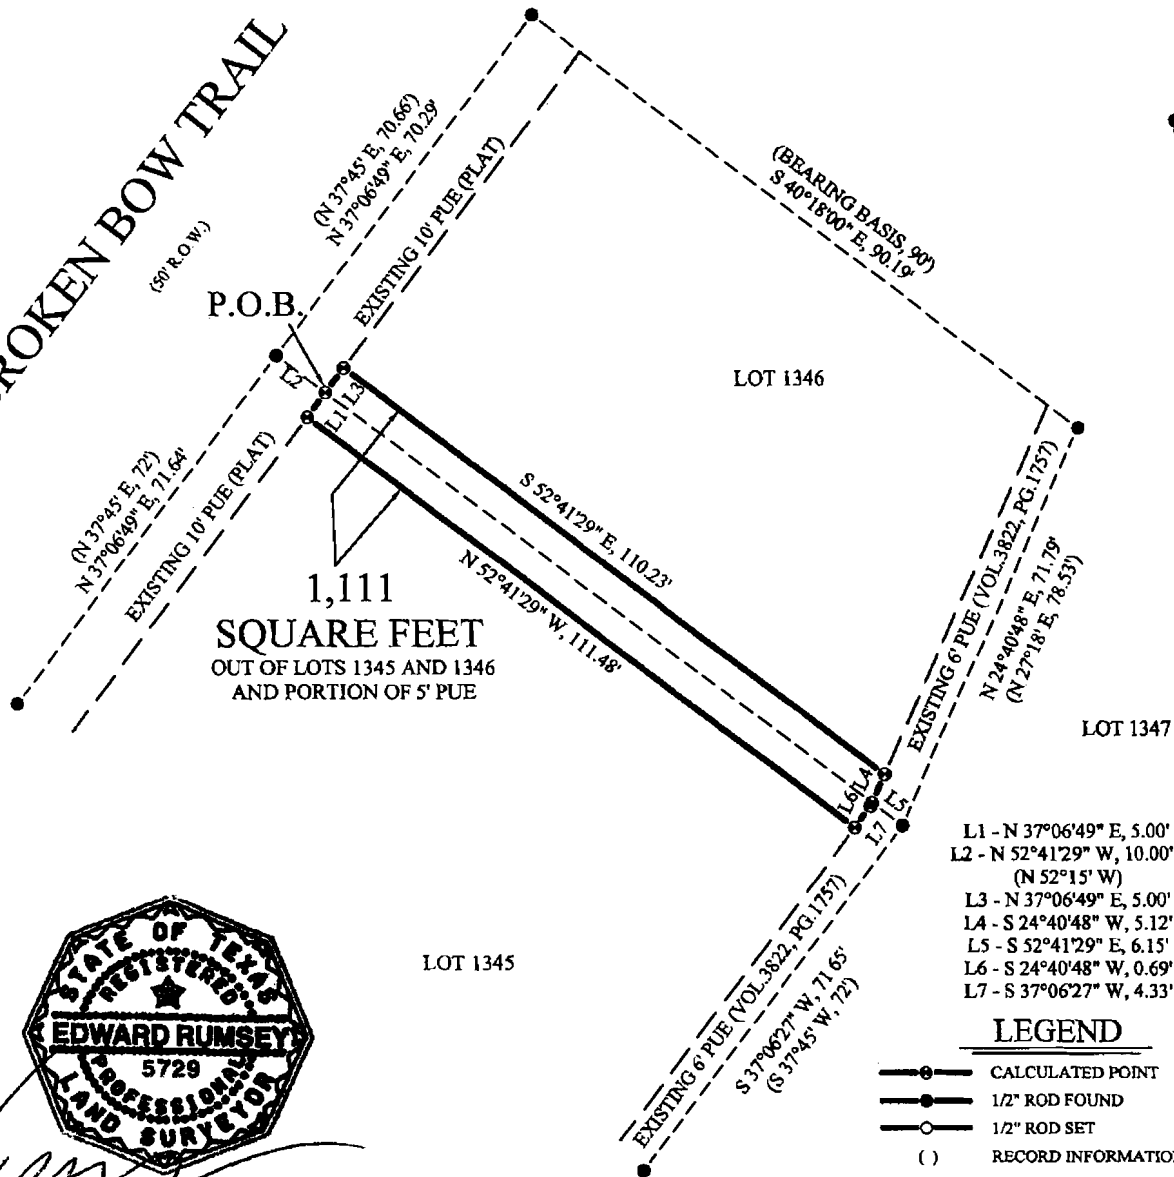 BROKEN BOW TRAIL
(50' R.O.W.)
(N 37°45' E, 70.66')
N 37°06'49" E, 70.29'
EXISTING 10' PUE (PLAT)
(BEARING BASIS, 90')
S 40°18'00" E, 90.19'
P.O.B.
L2
L1
L3
LOT 1346
(N 37°45' E, 72')
N 37°06'49" E, 71.64'
EXISTING 10' PUE (PLAT)
S 52°41'29" E, 110.23'
N 52°41'29" W, 111.48'
1,111
SQUARE FEET
OUT OF LOTS 1345 AND 1346
AND PORTION OF 5' PUE
EXISTING 6' PUE (VOL.3822, PG.1757)
N 24°40'48" E, 71.79'
(N 27°18' E, 78.53')
LOT 1347
L6
L4
L5
L7
L1 - N 37°06'49" E, 5.00'
L2 - N 52°41'29" W, 10.00'
(N 52°15' W)
L3 - N 37°06'49" E, 5.00'
L4 - S 24°40'48" W, 5.12'
L5 - S 52°41'29" E, 6.15'
L6 - S 24°40'48" W, 0.69'
L7 - S 37°06'27" W, 4.33'
LOT 1345
EXISTING 6' PUE (VOL.3822, PG.1757)
S 37°06'27" W, 71 65'
(S 37°45' W, 72')
STATE OF TEXAS
REGISTERED
EDWARD RUMSEY
5729
PROFESSIONAL
LAND SURVEYOR
LEGEND
CALCULATED POINT
1/2" ROD FOUND
1/2" ROD SET
( ) RECORD INFORMATION